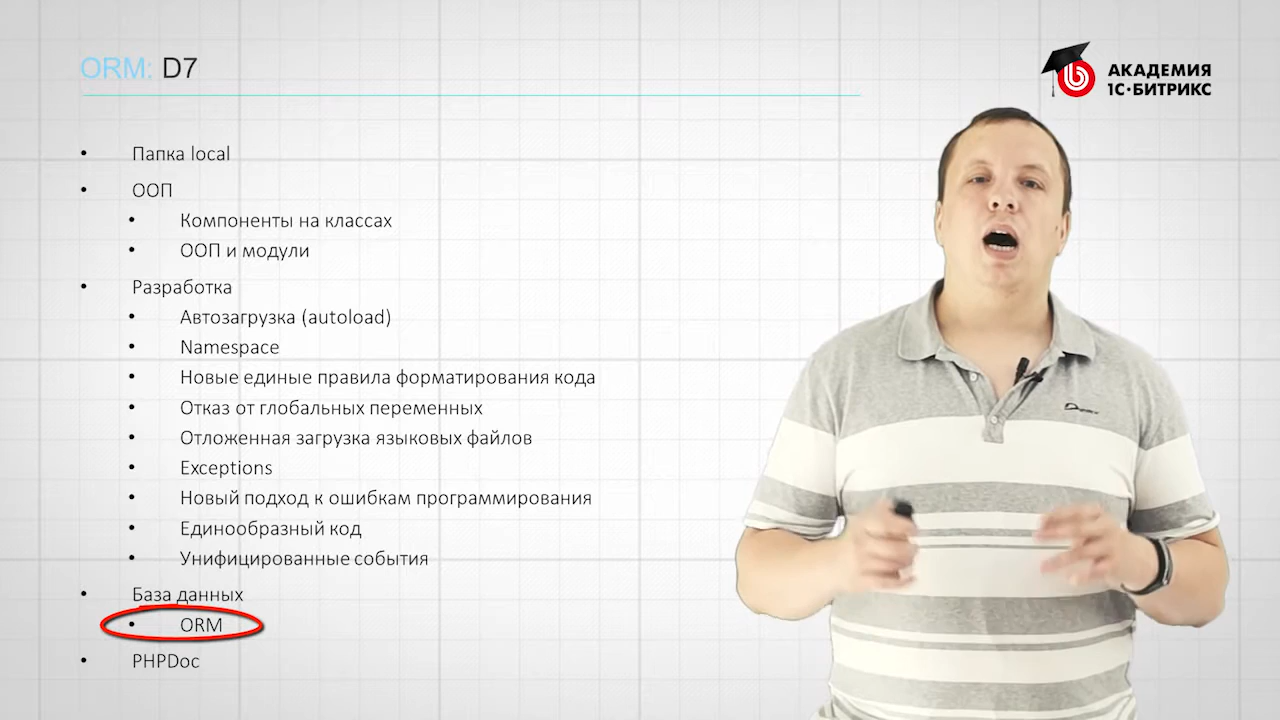 ORM: D7
АКАДЕМИЯ
1С·БИТРИКС
• Папка local
• ООП
• Компоненты на классах
• ООП и модули
• Разработка
• Автозагрузка (autoload)
• Namespace
• Новые единые правила форматирования кода
• Отказ от глобальных переменных
• Отложенная загрузка языковых файлов
• Exceptions
• Новый подход к ошибкам программирования
• Единообразный код
• Унифицированные события
• База данных
• ORM
• PHPDoc